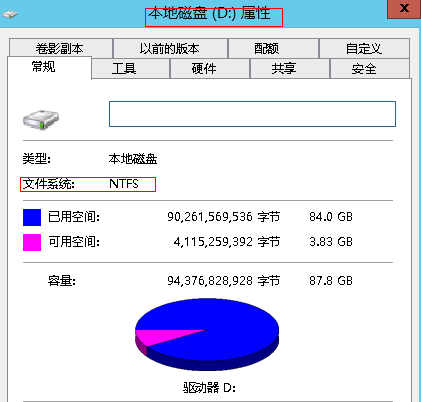 本地磁盘 (D:) 属性
x
卷影副本 以前的版本 配额 自定义
常规 工具 硬件 共享 安全
类型: 本地磁盘
文件系统: NTFS
已用空间: 90,261,569,536 字节 84.0 GB
可用空间: 4,115,259,392 字节 3.83 GB
容量: 94,376,828,928 字节 87.8 GB
驱动器 D: